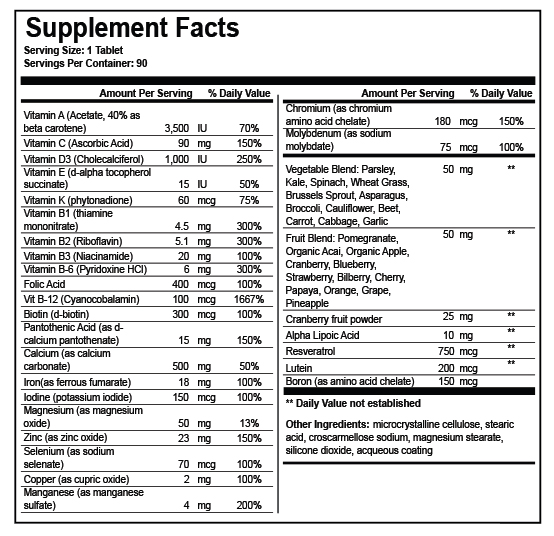 Supplement Facts
Serving Size: 1 Tablet
Servings Per Container: 90
Amount Per Serving % Daily Value
Vitamin A (Acetate, 40% as
beta carotene) 3,500 IU 70%
Vitamin C (Ascorbic Acid) 90 mg 150%
Vitamin D3 (Cholecalciferol) 1,000 IU 250%
Vitamin E (d-alpha tocopherol
succinate) 15 IU 50%
Vitamin K (phytonadione) 60 mcg 75%
Vitamin B1 (thiamine
mononitrate) 4.5 mg 300%
Vitamin B2 (Riboflavin) 5.1 mg 300%
Vitamin B3 (Niacinamide) 20 mg 100%
Vitamin B-6 (Pyridoxine HCl) 6 mg 300%
Folic Acid 400 mcg 100%
Vit B-12 (Cyanocobalamin) 100 mcg 1667%
Biotin (d-biotin) 300 mcg 100%
Pantothenic Acid (as d-
calcium pantothenate) 15 mg 150%
Calcium (as calcium
carbonate) 500 mg 50%
Iron(as ferrous fumarate) 18 mg 100%
Iodine (potassium iodide) 150 mcg 100%
Magnesium (as magnesium
oxide) 50 mg 13%
Zinc (as zinc oxide) 23 mg 150%
Selenium (as sodium
selenate) 70 mcg 100%
Copper (as cupric oxide) 2 mg 100%
Manganese (as manganese
sulfate) 4 mg 200%
Amount Per Serving % Daily Value
Chromium (as chromium
amino acid chelate) 180 mcg 150%
Molybdenum (as sodium
molybdate) 75 mcg 100%
Vegetable Blend: Parsley, 50 mg **
Kale, Spinach, Wheat Grass,
Brussels Sprout, Asparagus,
Broccoli, Cauliflower, Beet,
Carrot, Cabbage, Garlic
Fruit Blend: Pomegranate, 50 mg **
Organic Acai, Organic Apple,
Cranberry, Blueberry,
Strawberry, Bilberry, Cherry,
Papaya, Orange, Grape,
Pineapple
Cranberry fruit powder 25 mg **
Alpha Lipoic Acid 10 mg **
Resveratrol 750 mcg **
Lutein 200 mcg **
Boron (as amino acid chelate) 150 mcg
** Daily Value not established
Other Ingredients: microcrystalline cellulose, stearic
acid, croscarmellose sodium, magnesium stearate,
silicone dioxide, acqueous coating